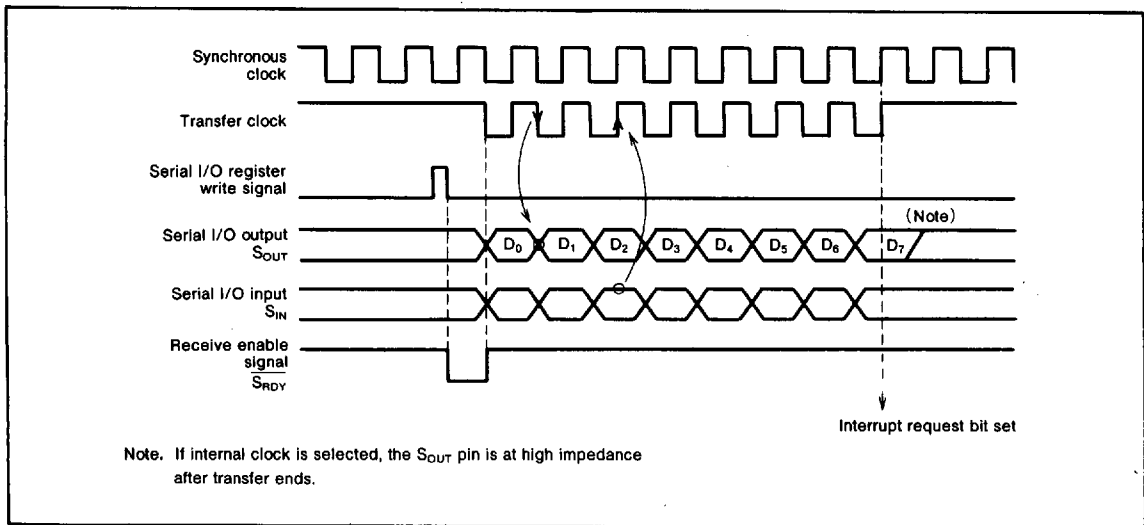 Synchronous
clock
Transfer clock
Serial I/O register
write signal
(Note)
Serial I/O output
SOUT
D0 D1 D2 D3 D4 D5 D6 D7
Serial I/O input
SIN
Receive enable
signal
SRDY
Interrupt request bit set
Note. If internal clock is selected, the SOUT pin is at high impedance
after transfer ends.